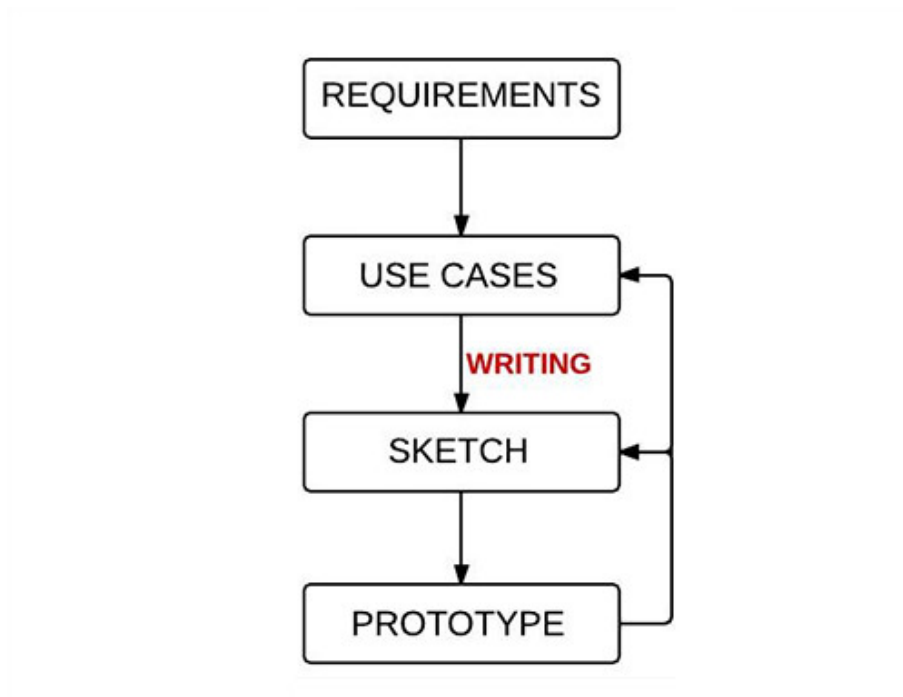 REQUIREMENTS
USE CASES
WRITING
SKETCH
PROTOTYPE